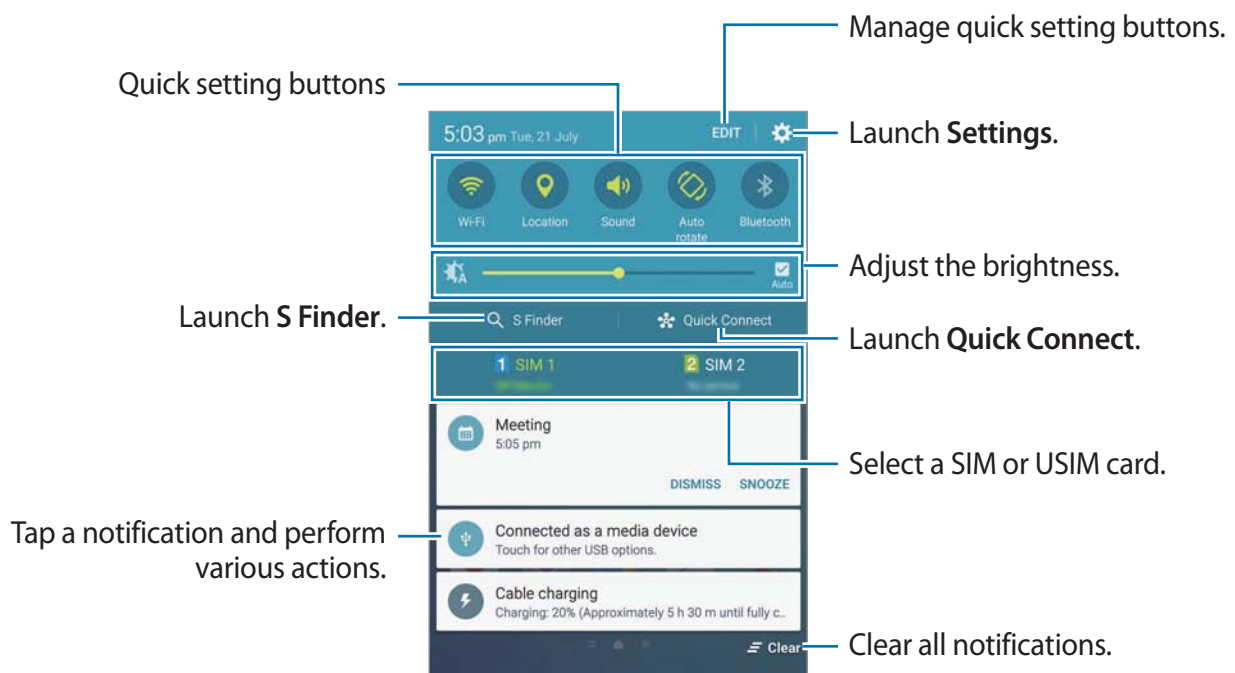 Manage quick setting buttons.
Quick setting buttons
5:03 pm Tue, 21 July
EDIT
Launch Settings.
Wi-Fi
Location
Sound
Auto
rotate
Bluetooth
Adjust the brightness.
A
Auto
Launch S Finder.
S Finder
Quick Connect
Launch Quick Connect.
1 SIM 1
2 SIM 2
Meeting
5:05 pm
Select a SIM or USIM card.
DISMISS SNOOZE
Tap a notification and perform
various actions.
Connected as a media device
Touch for other USB options.
Cable charging
Charging: 20% (Approximately 5 h 30 m until fully c..
Clear
Clear all notifications.